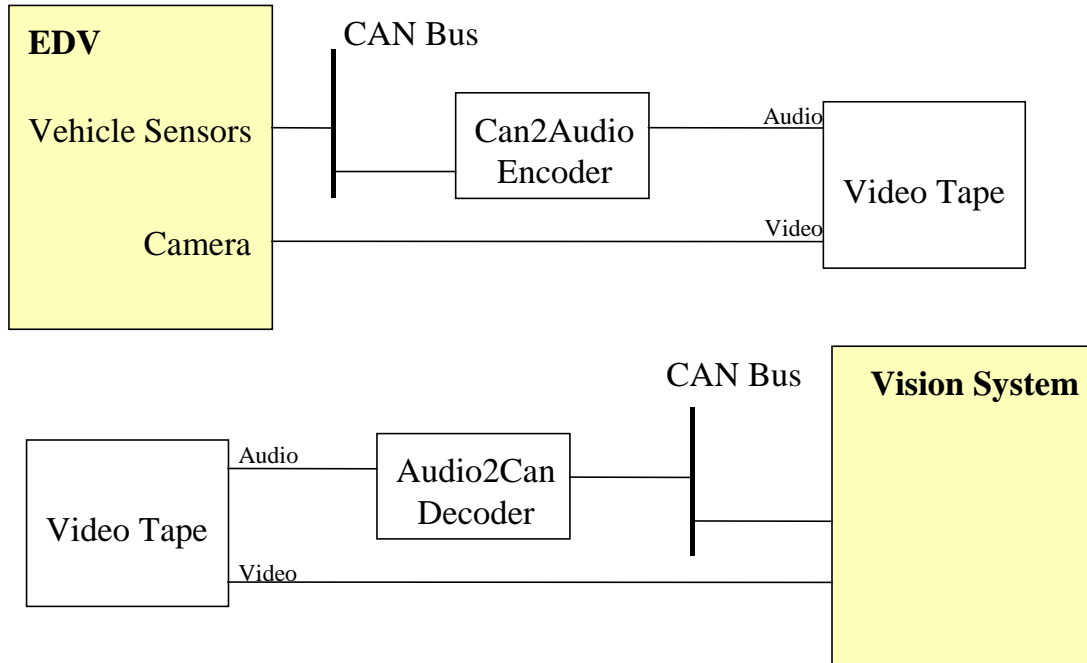 EDV
CAN Bus
Vehicle Sensors
Can2Audio
Encoder
Audio
Video Tape
Camera
Video
CAN Bus
Vision System
Audio
Audio2Can
Decoder
Video Tape
Video